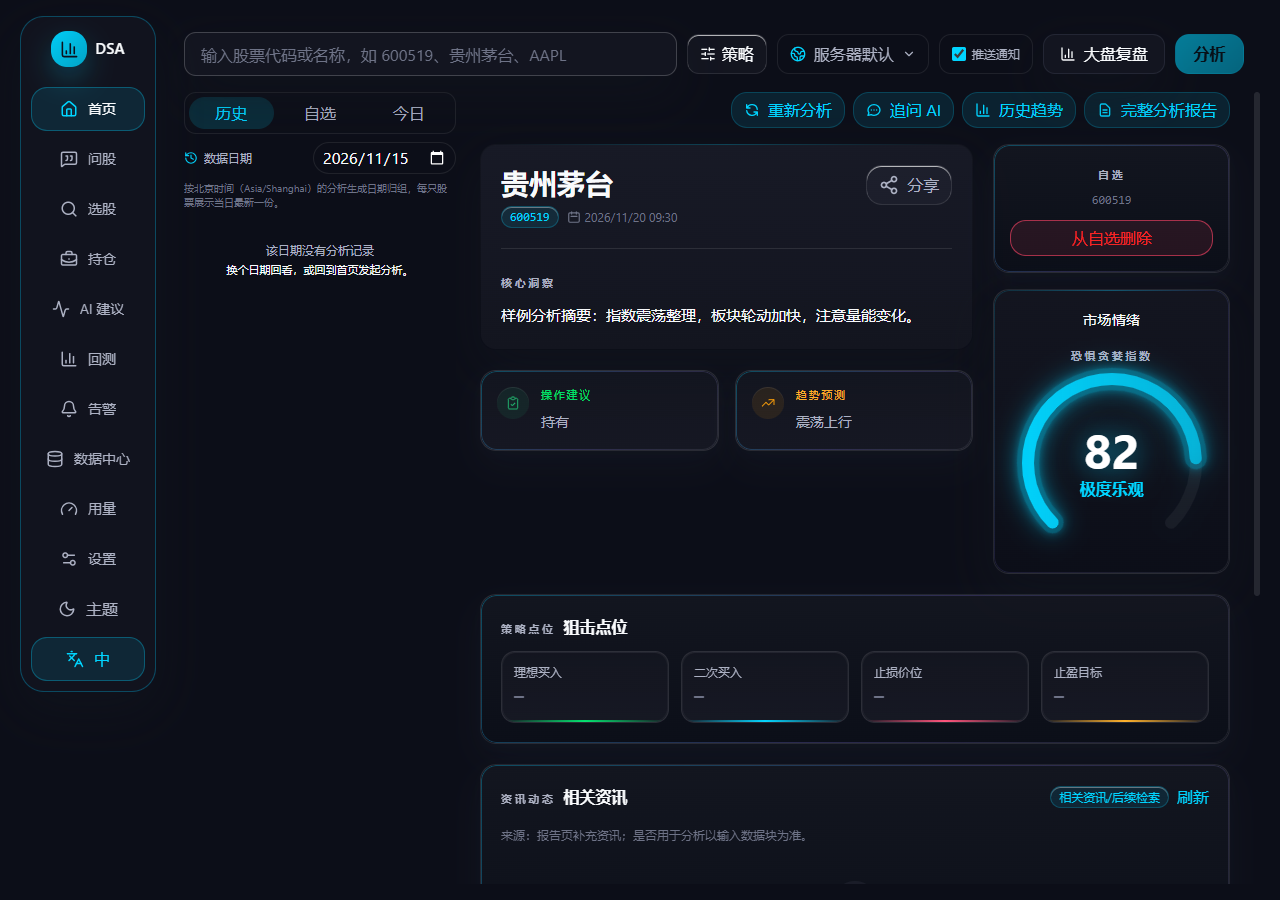 DSA
首页
问股
选股
持仓
AI 建议
回测
告警
数据中心
用量
设置
主题
中
输入股票代码或名称，如 600519、贵州茅台、AAPL
策略
服务器默认
推送通知
大盘复盘
分析
历史
自选
今日
数据日期
2026/11/15
按北京时间（Asia/Shanghai）的分析生成日期归组，每只股
票展示当日最新一份。
该日期没有分析记录
换个日期回看，或回到首页发起分析。
重新分析
追问 AI
历史趋势
完整分析报告
贵州茅台
分享
600519
2026/11/20 09:30
核心洞察
样例分析摘要：指数震荡整理，板块轮动加快，注意量能变化。
操作建议
持有
趋势预测
震荡上行
自选
600519
从自选删除
市场情绪
恐惧贪婪指数
82
极度乐观
策略点位 狙击点位
理想买入
—
二次买入
—
止损价位
—
止盈目标
—
资讯动态 相关资讯
相关资讯/后续检索
刷新
来源：报告页补充资讯；是否用于分析以输入数据块为准。